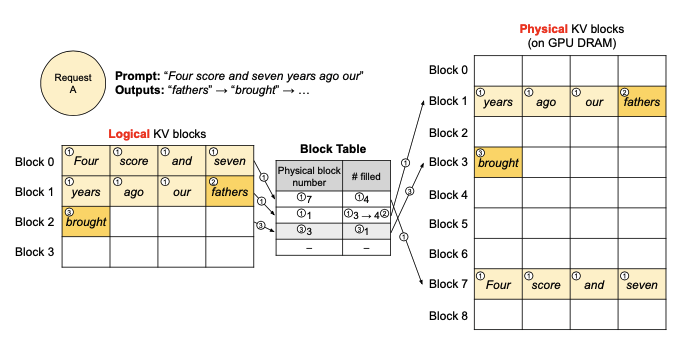 Physical KV blocks
(on GPU DRAM)
Request
A
Prompt: “Four score and seven years ago our”
Outputs: “fathers” → “brought” → …
Logical KV blocks
Block 0
① Four ① score ① and ① seven
Block 1
① years ① ago ① our ② fathers
Block 2
③ brought
Block 3
Block Table
Physical block number
# filled
①7 ①4
①1 ①3 → 4②
③3 ③1
– –
①
①
③
①
③
①
Block 0
Block 1
① years ① ago ① our ② fathers
Block 2
Block 3
③ brought
Block 4
Block 5
Block 6
Block 7
① Four ① score ① and ① seven
Block 8